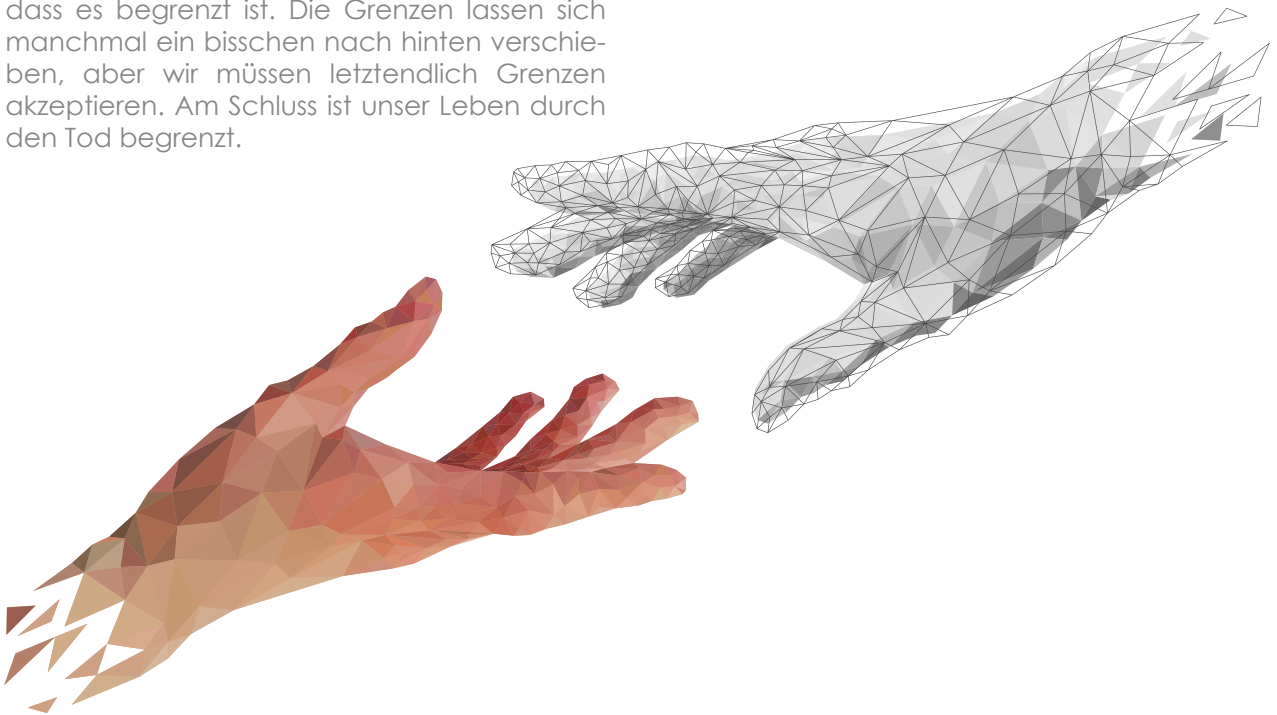 dass es begrenzt ist. Die Grenzen lassen sich
manchmal ein bisschen nach hinten verschie-
ben, aber wir müssen letztendlich Grenzen
akzeptieren. Am Schluss ist unser Leben durch
den Tod begrenzt.